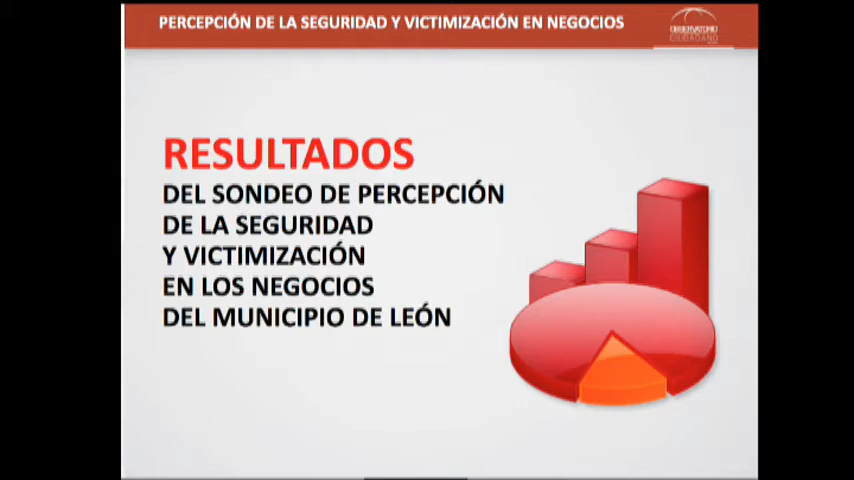 PERCEPCIÓN DE LA SEGURIDAD Y VICTIMIZACIÓN EN NEGOCIOS
OBSERVATORIO
CIUDADANO
RESULTADOS
DEL SONDEO DE PERCEPCIÓN
DE LA SEGURIDAD
Y VICTIMIZACIÓN
EN LOS NEGOCIOS
DEL MUNICIPIO DE LEÓN